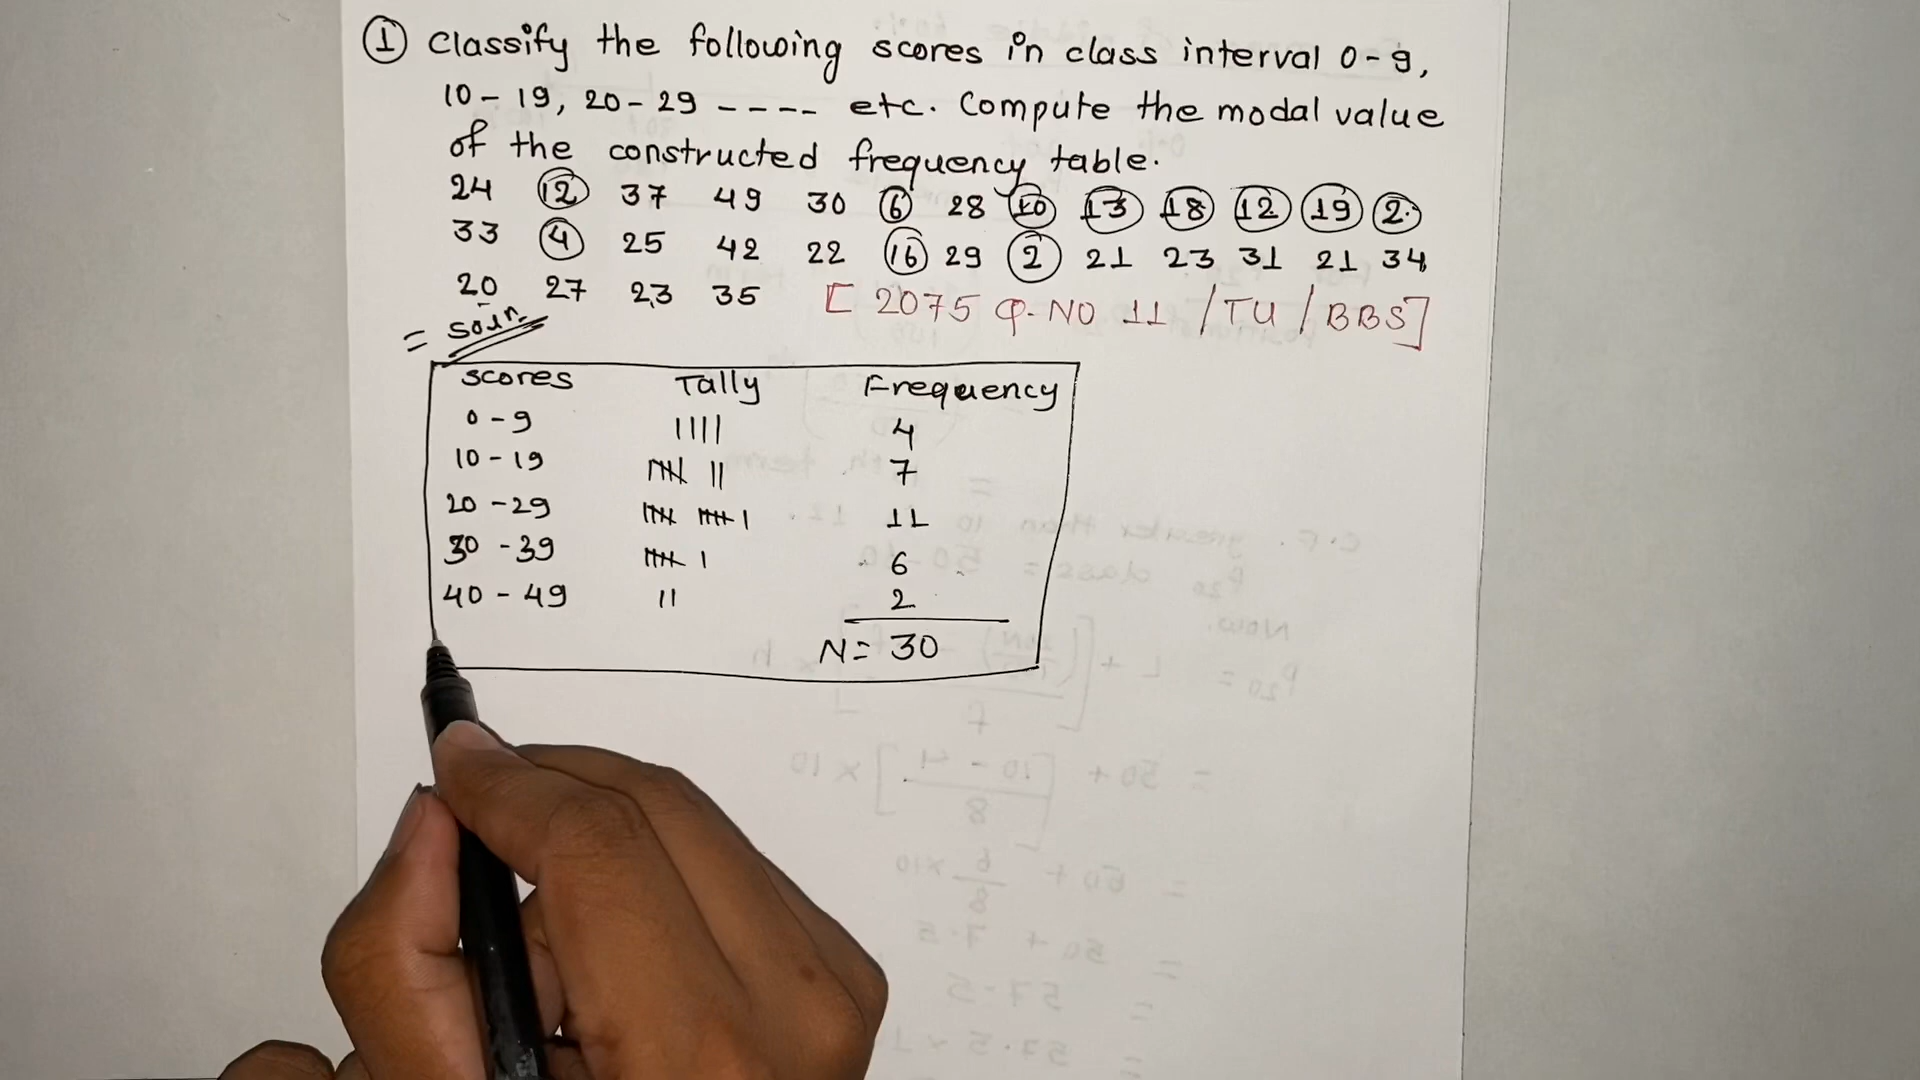 ① Classify the following scores in class interval 0-9,
10-19, 20-29 ---- etc. Compute the modal value
of the constructed frequency table.
24 12 37 49 30 6 28 10 13 18 12 19 2
33 4 25 42 22 16 29 2 21 23 31 21 34
20 27 23 35 [2075 Q.NO 11 / TU / BBS]
= soln.
scores Tally Frequency
0-9 |||| 4
10-19 |||| || 7
20-29 |||| |||| | 11
30-39 |||| | 6
40-49 || 2
N= 30